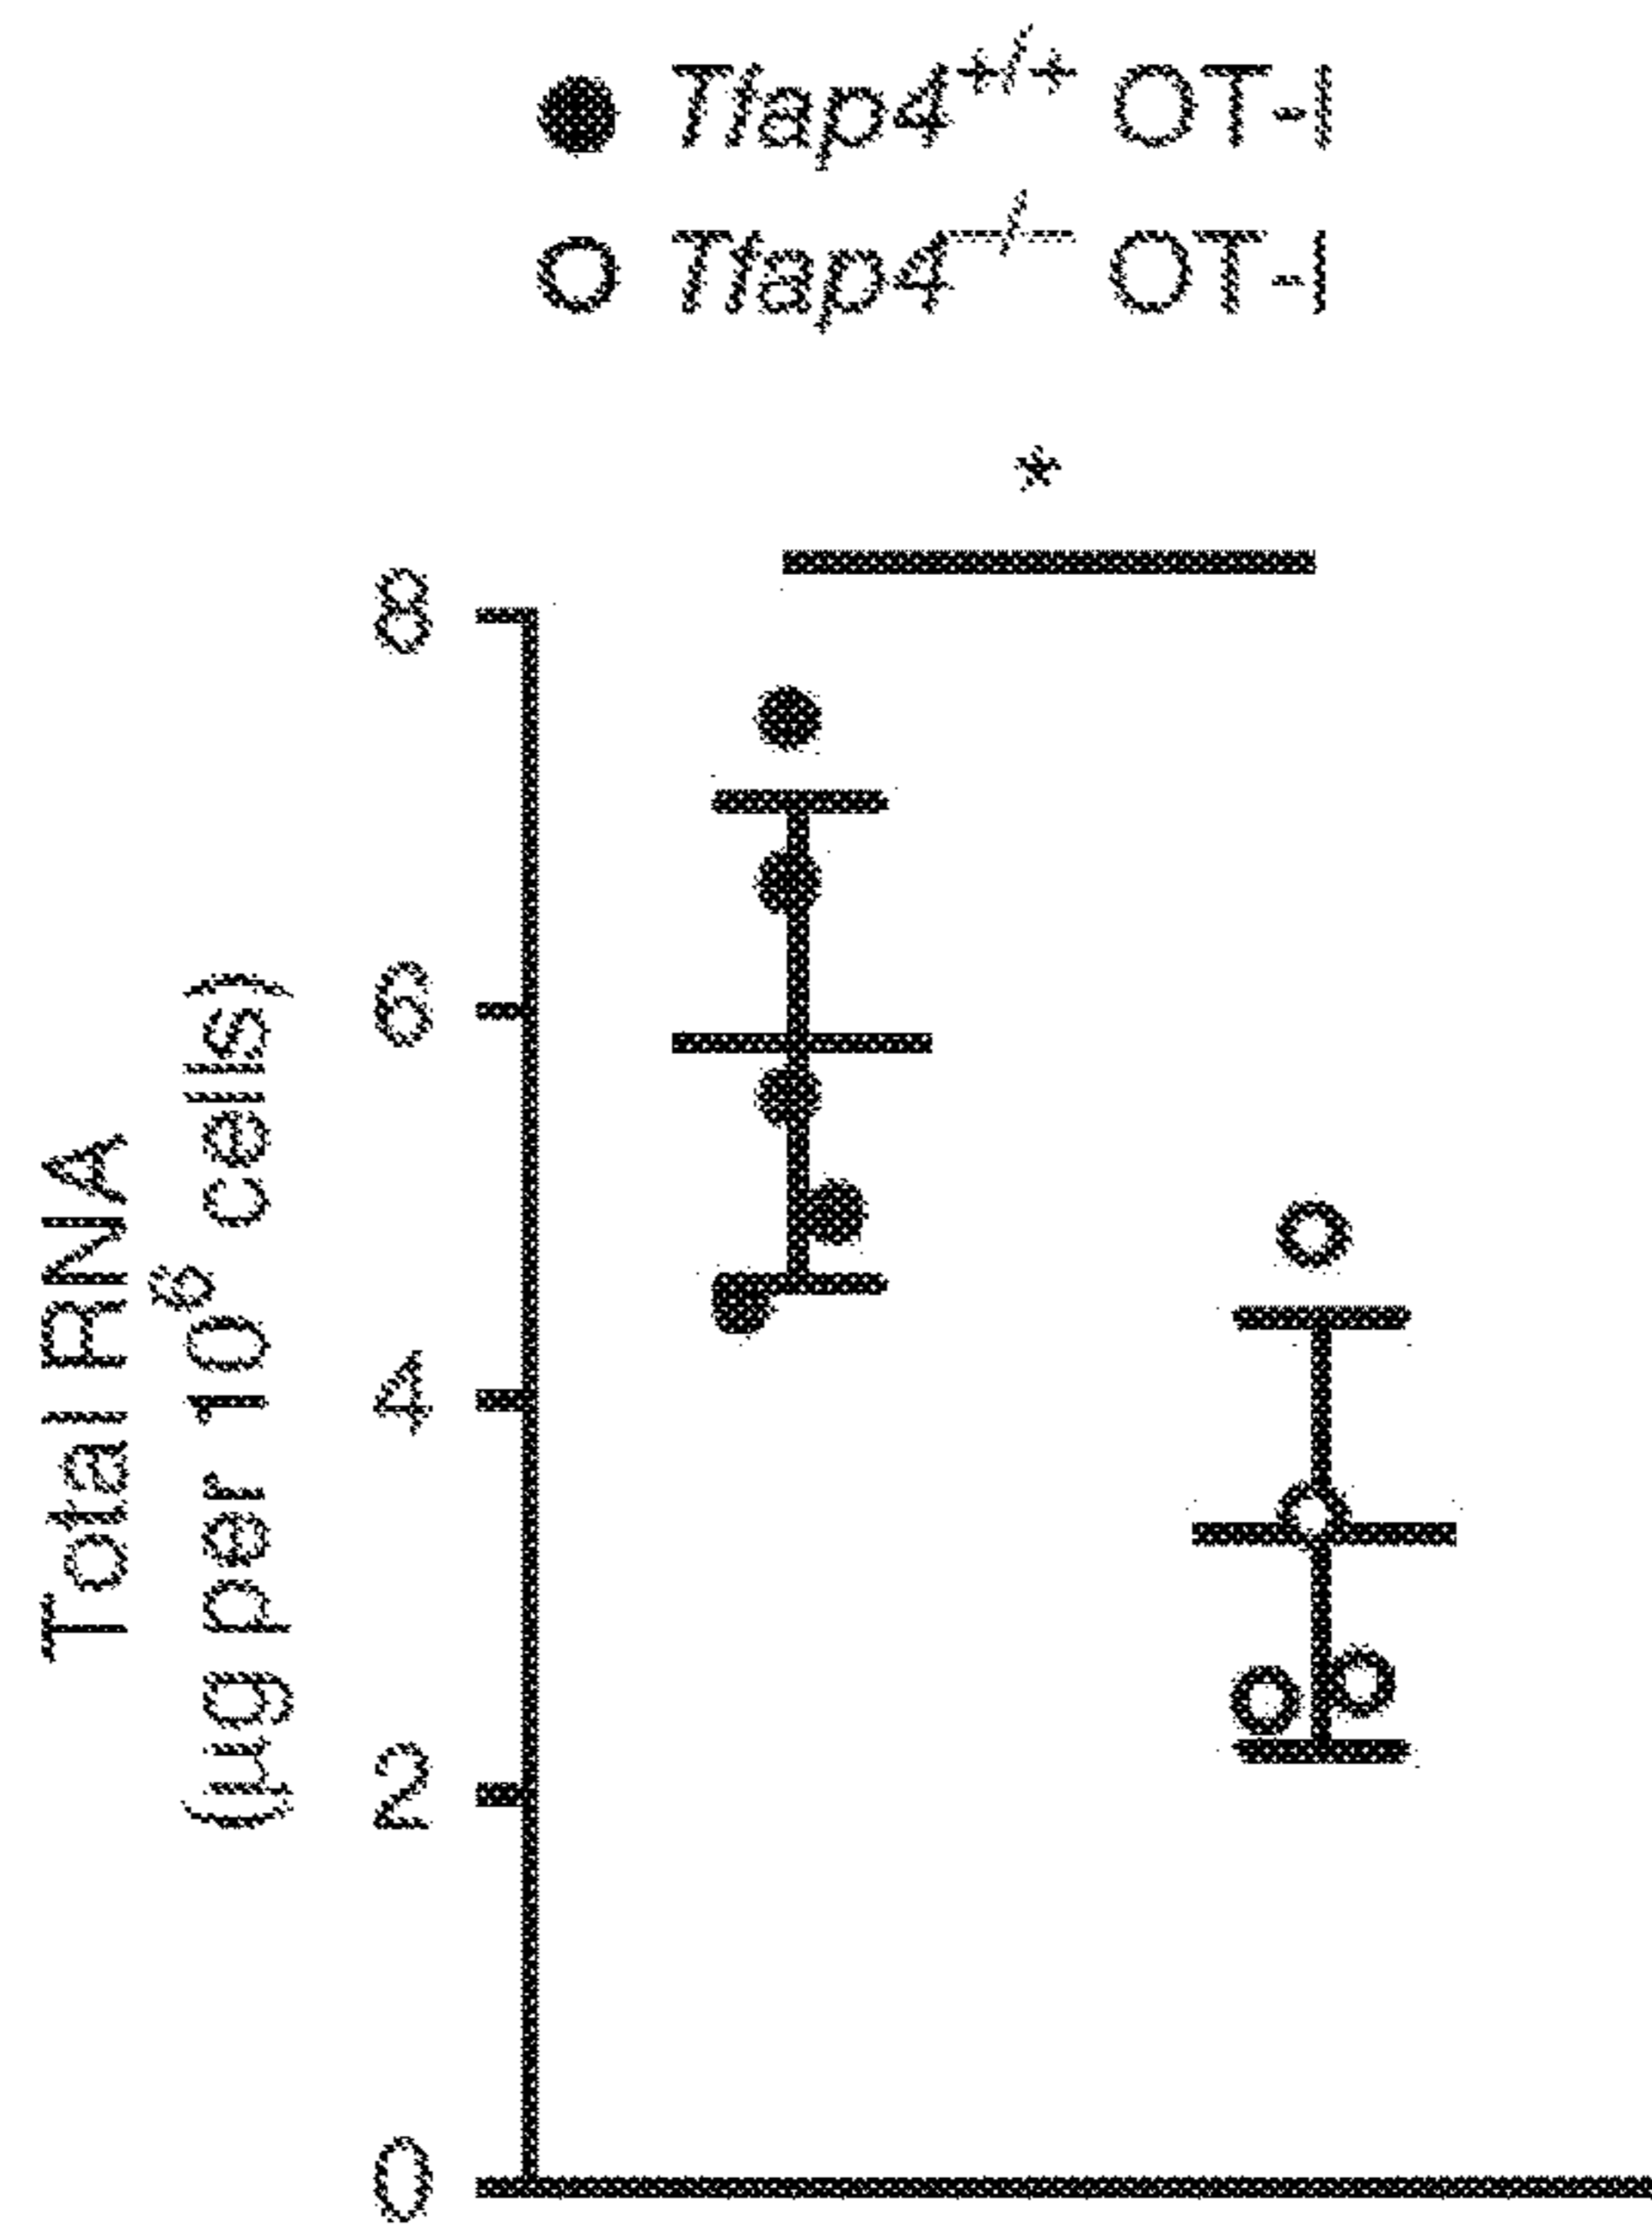 Tfap4+/+ OT-I
Tfap4−/− OT-I
*
Total RNA
(µg per 10⁶ cells)
8
6
4
2
0